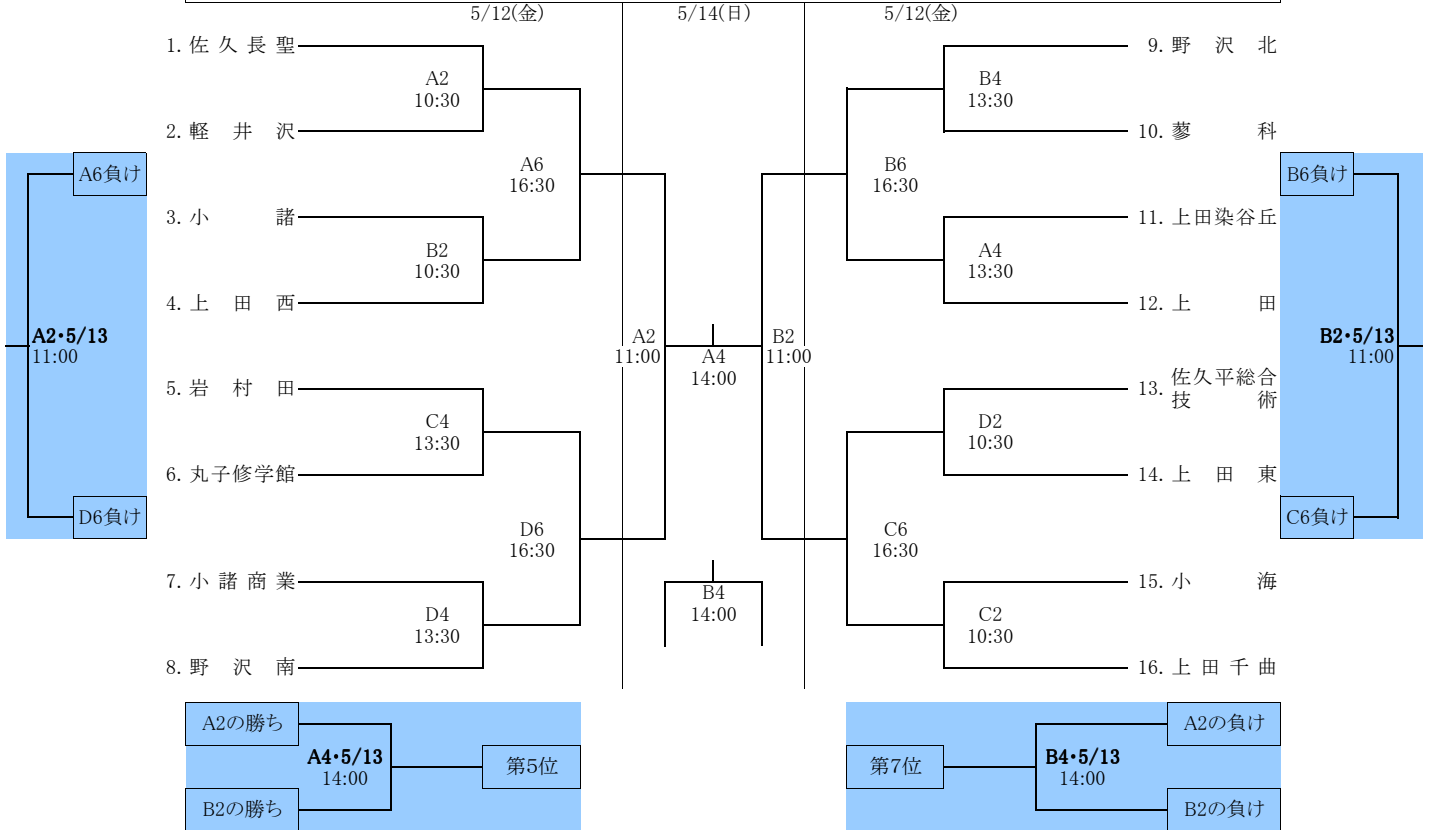 5/12(金) 5/14(日) 5/12(金)
1. 佐久長聖
A2
10:30
2. 軽井沢
A6
16:30
3. 小諸
B2
10:30
4. 上田西
5. 岩村田
C4
13:30
6. 丸子修学館
D6
16:30
7. 小諸商業
D4
13:30
8. 野沢南
A2
11:00
A4
14:00
B2
11:00
B4
14:00
9. 野沢北
B4
13:30
10. 蓼科
B6
16:30
11. 上田染谷丘
A4
13:30
12. 上田
13. 佐久平総合
技術
D2
10:30
14. 上田東
C6
16:30
15. 小海
C2
10:30
16. 上田千曲
A6負け
A2・5/13
11:00
D6負け
B6負け
B2・5/13
11:00
C6負け
A2の勝ち
A4・5/13
14:00
第5位
B2の勝ち
A2の負け
第7位
B4・5/13
14:00
B2の負け